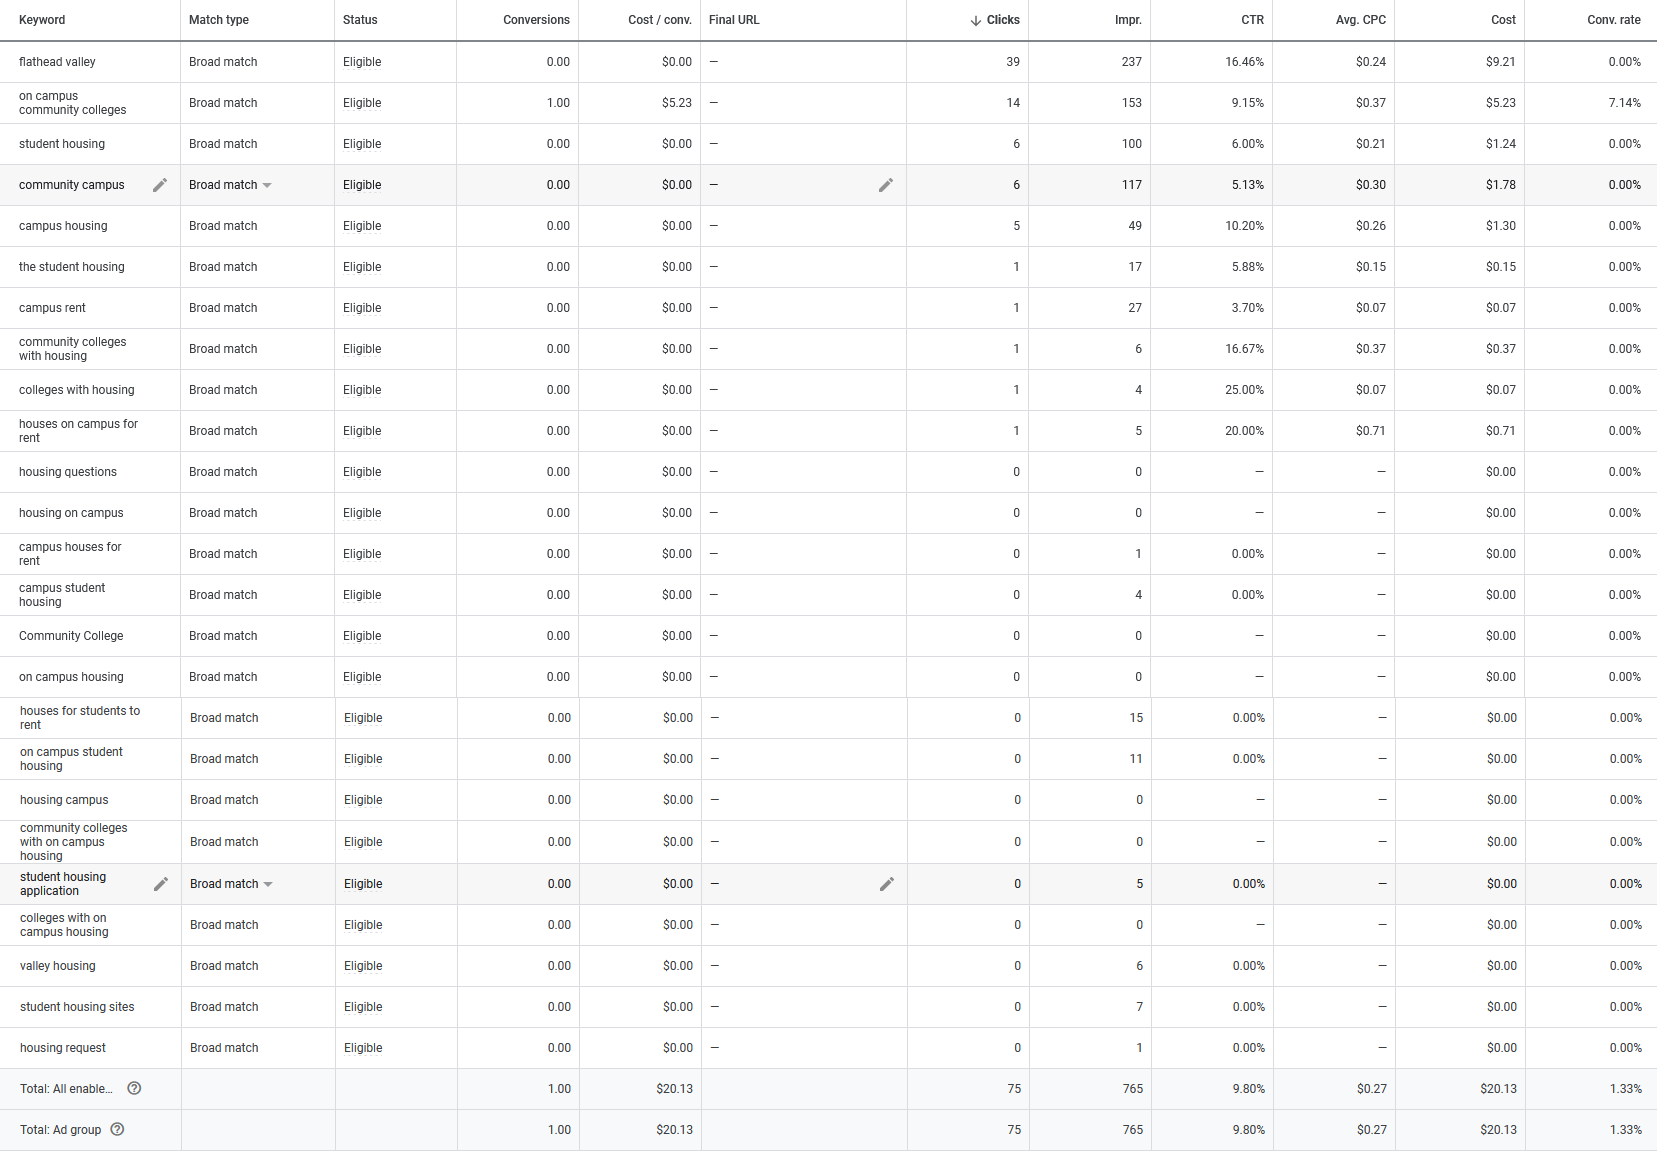 Keyword Match type Status Conversions Cost / conv. Final URL Clicks Impr. CTR Avg. CPC Cost Conv. rate
flathead valley Broad match Eligible 0.00 $0.00 — 39 237 16.46% $0.24 $9.21 0.00%
on campus
community colleges Broad match Eligible 1.00 $5.23 — 14 153 9.15% $0.37 $5.23 7.14%
student housing Broad match Eligible 0.00 $0.00 — 6 100 6.00% $0.21 $1.24 0.00%
community campus Broad match Eligible 0.00 $0.00 — 6 117 5.13% $0.30 $1.78 0.00%
campus housing Broad match Eligible 0.00 $0.00 — 5 49 10.20% $0.26 $1.30 0.00%
the student housing Broad match Eligible 0.00 $0.00 — 1 17 5.88% $0.15 $0.15 0.00%
campus rent Broad match Eligible 0.00 $0.00 — 1 27 3.70% $0.07 $0.07 0.00%
community colleges
with housing Broad match Eligible 0.00 $0.00 — 1 6 16.67% $0.37 $0.37 0.00%
colleges with housing Broad match Eligible 0.00 $0.00 — 1 4 25.00% $0.07 $0.07 0.00%
houses on campus for
rent Broad match Eligible 0.00 $0.00 — 1 5 20.00% $0.71 $0.71 0.00%
housing questions Broad match Eligible 0.00 $0.00 — 0 0 — — $0.00 0.00%
housing on campus Broad match Eligible 0.00 $0.00 — 0 0 — — $0.00 0.00%
campus houses for
rent Broad match Eligible 0.00 $0.00 — 0 1 0.00% — $0.00 0.00%
campus student
housing Broad match Eligible 0.00 $0.00 — 0 4 0.00% — $0.00 0.00%
Community College Broad match Eligible 0.00 $0.00 — 0 0 — — $0.00 0.00%
on campus housing Broad match Eligible 0.00 $0.00 — 0 0 — — $0.00 0.00%
houses for students to
rent Broad match Eligible 0.00 $0.00 — 0 15 0.00% — $0.00 0.00%
on campus student
housing Broad match Eligible 0.00 $0.00 — 0 11 0.00% — $0.00 0.00%
housing campus Broad match Eligible 0.00 $0.00 — 0 0 — — $0.00 0.00%
community colleges
with on campus
housing Broad match Eligible 0.00 $0.00 — 0 0 — — $0.00 0.00%
student housing
application Broad match Eligible 0.00 $0.00 — 0 5 0.00% — $0.00 0.00%
colleges with on
campus housing Broad match Eligible 0.00 $0.00 — 0 0 — — $0.00 0.00%
valley housing Broad match Eligible 0.00 $0.00 — 0 6 0.00% — $0.00 0.00%
student housing sites Broad match Eligible 0.00 $0.00 — 0 7 0.00% — $0.00 0.00%
housing request Broad match Eligible 0.00 $0.00 — 0 1 0.00% — $0.00 0.00%
Total: All enable... 1.00 $20.13 75 765 9.80% $0.27 $20.13 1.33%
Total: Ad group 1.00 $20.13 75 765 9.80% $0.27 $20.13 1.33%